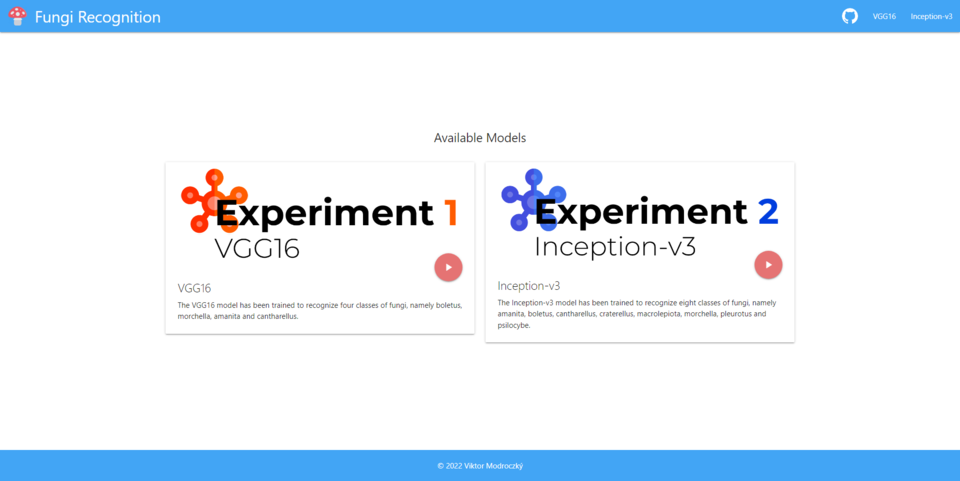 Fungi Recognition
VGG16
Inception-v3
Available Models
Experiment 1
VGG16
VGG16
The VGG16 model has been trained to recognize four classes of fungi, namely boletus,
morchella, amanita and cantharellus.
Experiment 2
Inception-v3
Inception-v3
The Inception-v3 model has been trained to recognize eight classes of fungi, namely
amanita, boletus, cantharellus, craterellus, macrolepiota, morchella, pleurotus and
psilocybe.
© 2022 Viktor Modroczký